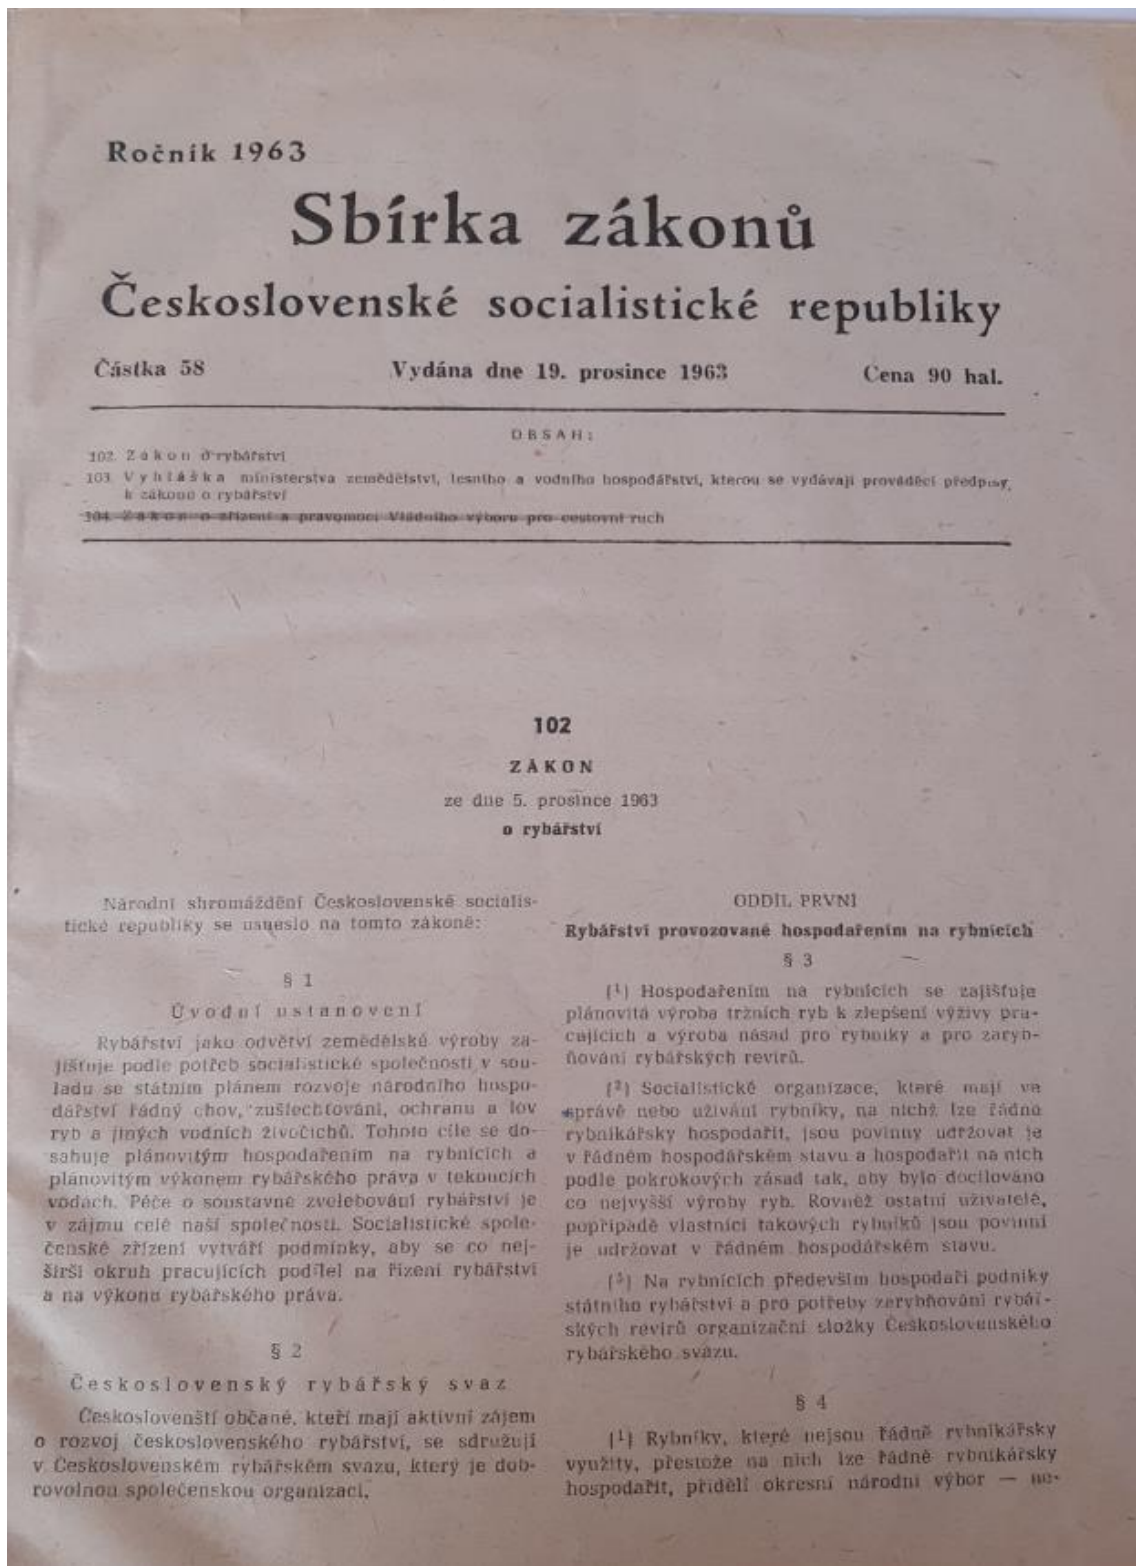 Ročník 1963
Sbírka zákonů
Československé socialistické republiky
Částka 58 Vydána dne 19. prosince 1963 Cena 90 hal.
OBSAH:
102. Zákon o rybářství
103. Vyhláška ministerstva zemědělství, lesního a vodního hospodářství, kterou se vydávají prováděcí předpisy
k zákonu o rybářství
104. Zákon o zřízení a pravomoci Vládního výboru pro cestovní ruch
102
ZÁKON
ze dne 5. prosince 1963
o rybářství
Národní shromáždění Československé socialis-
tické republiky se usneslo na tomto zákoně:
§ 1
Úvodní ustanovení
Rybářství jako odvětví zemědělské výroby za-
jišťuje podle potřeb socialistické společnosti v sou-
ladu se státním plánem rozvoje národního hospo-
dářství řádný chov, zušlechťování, ochranu a lov
ryb a jiných vodních živočichů. Tohoto cíle se do-
sahuje plánovitým hospodařením na rybnících a
plánovitým výkonem rybářského práva v tekoucích
vodách. Péče o soustavné zvelebování rybářství je
v zájmu celé naší společnosti. Socialistické spole-
čenské zřízení vytváří podmínky, aby se co nej-
širší okruh pracujících podílel na řízení rybářství
a na výkonu rybářského práva.
§ 2
Československý rybářský svaz
Českoslovenští občané, kteří mají aktivní zájem
o rozvoj československého rybářství, se sdružují
v Československém rybářském svazu, který je dob-
rovolnou společenskou organizací.
ODDÍL PRVNÍ
Rybářství provozované hospodařením na rybnících
§ 3
(1) Hospodařením na rybnících se zajišťuje
plánovitá výroba tržních ryb k zlepšení výživy pra-
cujících a výroba násad pro rybníky a pro zaryb-
ňování rybářských revírů.
(2) Socialistické organizace, které mají ve
správě nebo užívání rybníky, na nichž lze řádně
rybníkářsky hospodařit, jsou povinny udržovat je
v řádném hospodářském stavu a hospodařit na nich
podle pokrokových zásad tak, aby bylo docilováno
co nejvyšší výroby ryb. Rovněž ostatní uživatelé,
popřípadě vlastníci takových rybníků jsou povinni
je udržovat v řádném hospodářském stavu.
(3) Na rybnících především hospodaří podniky
státního rybářství a pro potřeby zarybňování rybář-
ských revírů organizační složky Československého
rybářského svazu.
§ 4
(1) Rybníky, které nejsou řádně rybníkářsky
využity, přestože na nich lze řádně rybníkářsky
hospodařit, přidělí okresní národní výbor — ne-